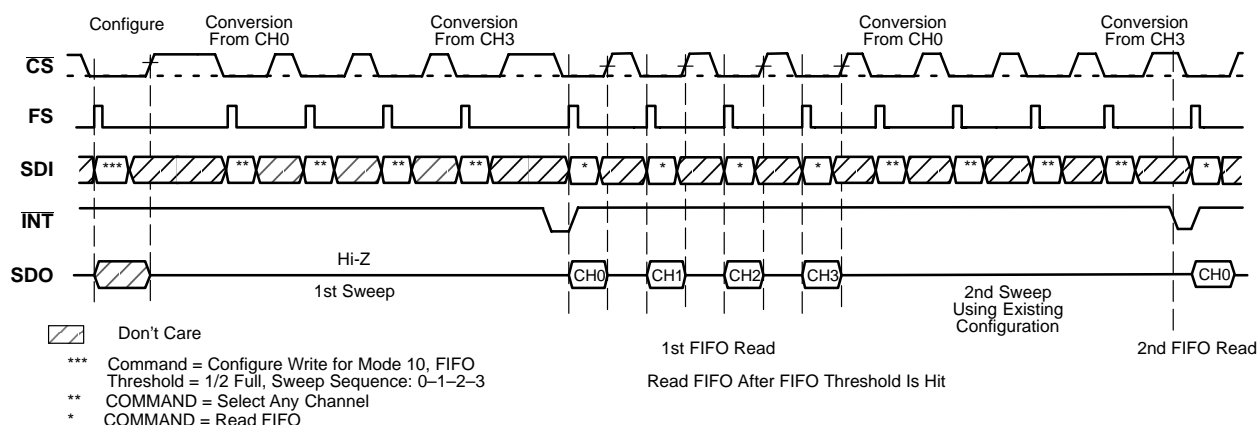 Configure
Conversion
From CH0
Conversion
From CH3
Conversion
From CH0
Conversion
From CH3
CS
FS
SDI
*** ** ** ** ** * * * * ** ** ** ** *
INT
SDO
Hi-Z
1st Sweep
CH0 CH1 CH2 CH3
2nd Sweep
Using Existing
Configuration
CH0
Don't Care
1st FIFO Read
2nd FIFO Read
*** Command = Configure Write for Mode 10, FIFO
Threshold = 1/2 Full, Sweep Sequence: 0–1–2–3
Read FIFO After FIFO Threshold Is Hit
** COMMAND = Select Any Channel
* COMMAND = Read FIFO